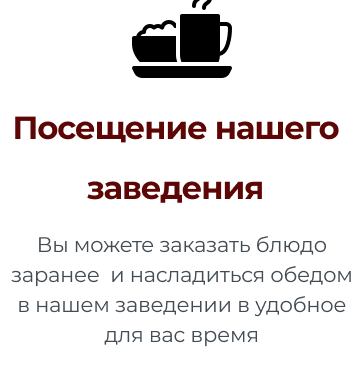 Посещение нашего
заведения
Вы можете заказать блюдо
заранее  и насладиться обедом
в нашем заведении в удобное
для вас время